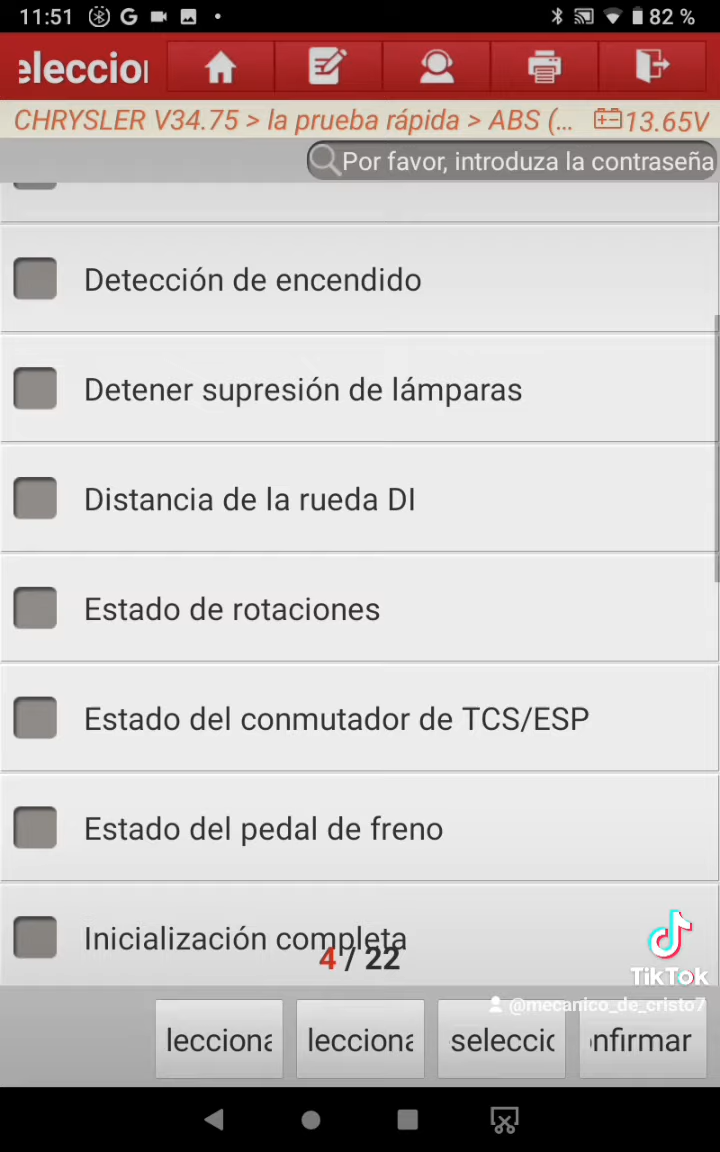 11:51 G 82 %
eleccion
CHRYSLER V34.75 > la prueba rápida > ABS (... 13.65V
Por favor, introduza la contraseña
Detección de encendido
Detener supresión de lámparas
Distancia de la rueda DI
Estado de rotaciones
Estado del conmutador de TCS/ESP
Estado del pedal de freno
Inicialización completa
4 / 22
TikTok
@mecanico_de_cristo7
lecciona lecciona seleccic onfirmar